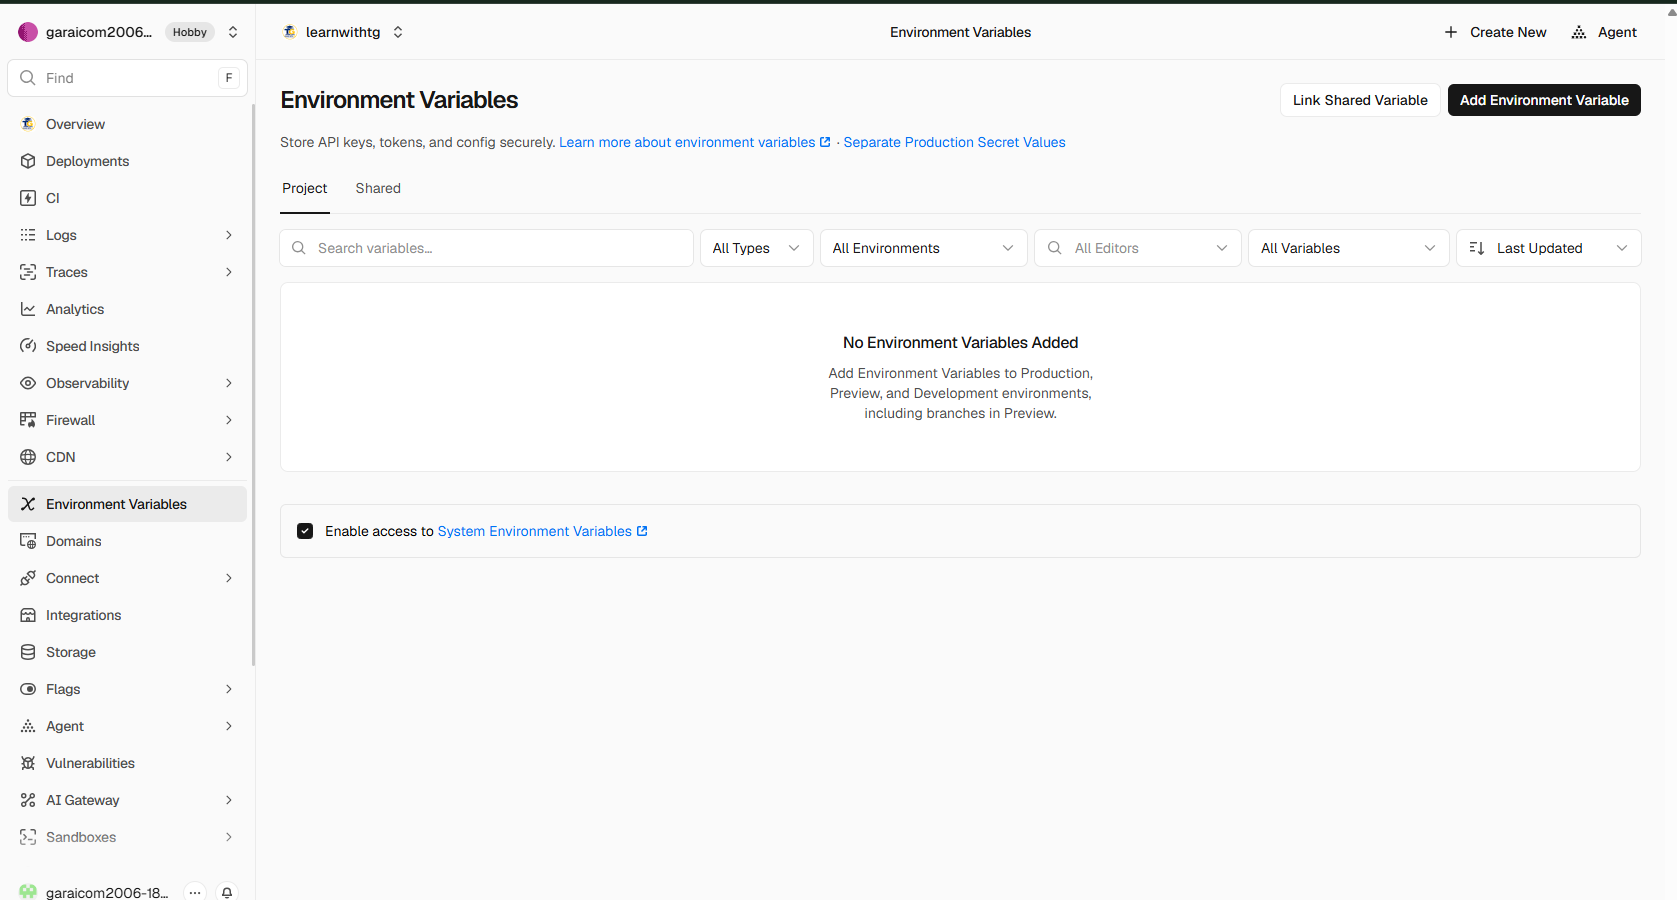 garaicom2006... Hobby
learnwithtg
Environment Variables
Create New
Agent
Find F
Overview
Deployments
CI
Logs
Traces
Analytics
Speed Insights
Observability
Firewall
CDN
Environment Variables
Domains
Connect
Integrations
Storage
Flags
Agent
Vulnerabilities
AI Gateway
Sandboxes
garaicom2006-18...
Environment Variables
Link Shared Variable
Add Environment Variable
Store API keys, tokens, and config securely. Learn more about environment variables · Separate Production Secret Values
Project Shared
Search variables... All Types All Environments All Editors All Variables Last Updated
No Environment Variables Added
Add Environment Variables to Production,
Preview, and Development environments,
including branches in Preview.
Enable access to System Environment Variables